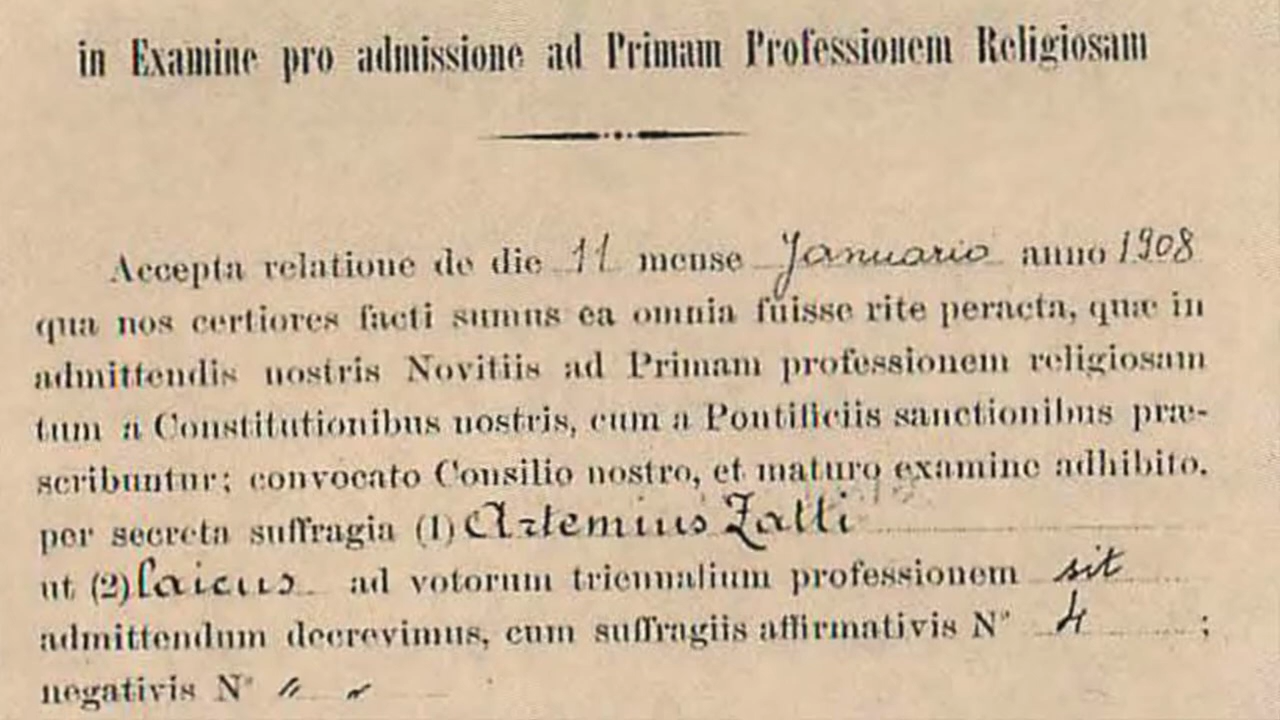 in Examine pro admissione ad Primam Professionem Religiosam
Accepta relatione de die 11 mense Januario anno 1908
qua nos certiores facti sumus ea omnia fuisse rite peracta, quæ in
admittendis nostris Novitiis ad Primam professionem religiosam
tum a Constitutionibus nostris, cum a Pontificiis sanctionibus præ-
scribuntur; convocato Consilio nostro, et maturo examine adhibito.
per secreta suffragia (1) Artemius Zatti
ut (2) laicus ad votorum triennalium professionem sit
admittendum decrevimus, cum suffragiis affirmativis N° 4 ;
negativis N° " "